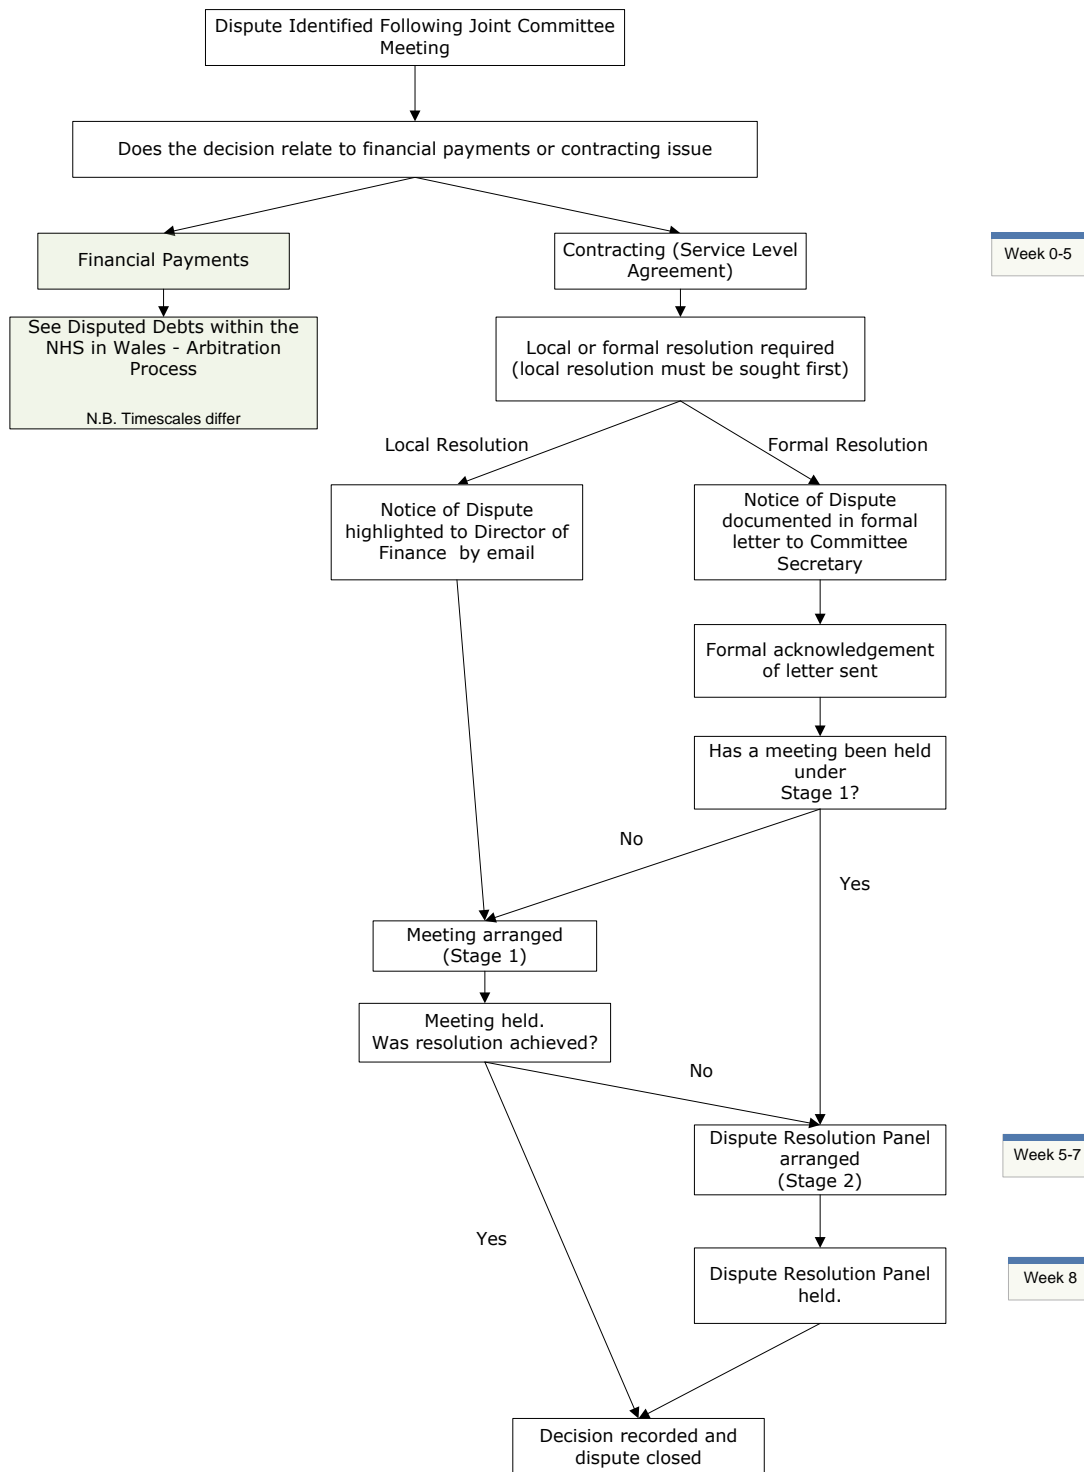 Dispute Identified Following Joint Committee
Meeting
Does the decision relate to financial payments or contracting issue
Financial Payments
Contracting (Service Level
Agreement)
Week 0-5
See Disputed Debts within the
NHS in Wales - Arbitration
Process
N.B. Timescales differ
Local or formal resolution required
(local resolution must be sought first)
Local Resolution
Formal Resolution
Notice of Dispute
highlighted to Director of
Finance by email
Notice of Dispute
documented in formal
letter to Committee
Secretary
Formal acknowledgement
of letter sent
Has a meeting been held
under
Stage 1?
No
Yes
Meeting arranged
(Stage 1)
Meeting held.
Was resolution achieved?
No
Dispute Resolution Panel
arranged
(Stage 2)
Week 5-7
Yes
Dispute Resolution Panel
held.
Week 8
Decision recorded and
dispute closed